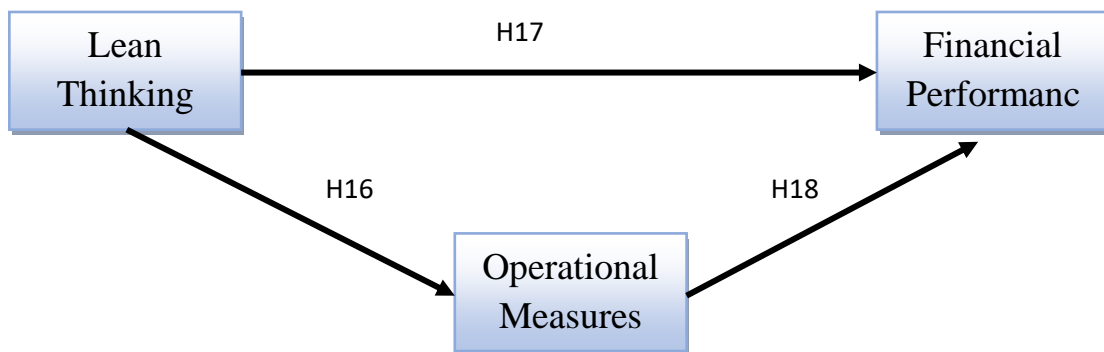 H17
Lean
Thinking
Financial
Performanc
H16
H18
Operational
Measures